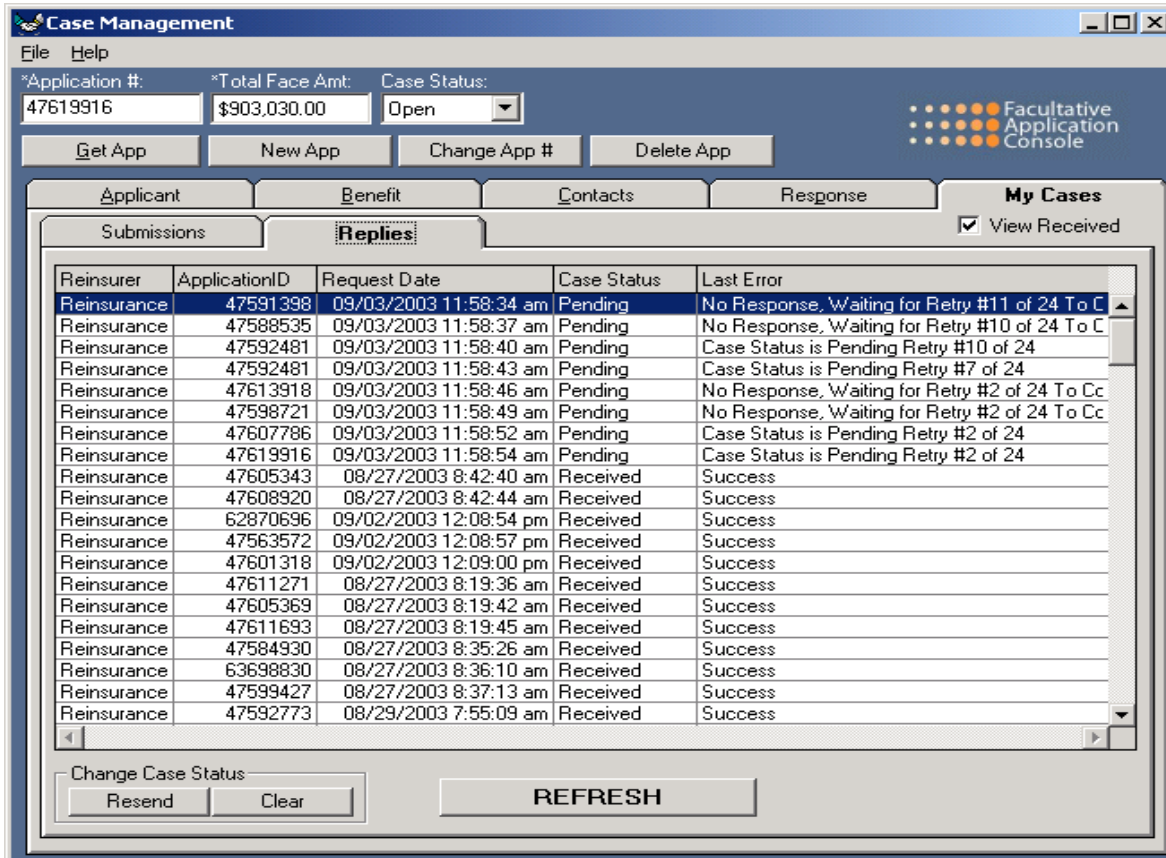 Case Management
File Help
*Application #: *Total Face Amt: Case Status:
47619916 $903,030.00 Open
Facultative
Application
Console
Get App New App Change App # Delete App
Applicant Benefit Contacts Response My Cases
Submissions Replies View Received
Reinsurer ApplicationID Request Date Case Status Last Error
Reinsurance 47591398 09/03/2003 11:58:34 am Pending No Response, Waiting for Retry #11 of 24 To C
Reinsurance 47588535 09/03/2003 11:58:37 am Pending No Response, Waiting for Retry #10 of 24 To C
Reinsurance 47592481 09/03/2003 11:58:40 am Pending Case Status is Pending Retry #10 of 24
Reinsurance 47592481 09/03/2003 11:58:43 am Pending Case Status is Pending Retry #7 of 24
Reinsurance 47613918 09/03/2003 11:58:46 am Pending No Response, Waiting for Retry #2 of 24 To Cc
Reinsurance 47598721 09/03/2003 11:58:49 am Pending No Response, Waiting for Retry #2 of 24 To Cc
Reinsurance 47607786 09/03/2003 11:58:52 am Pending Case Status is Pending Retry #2 of 24
Reinsurance 47619916 09/03/2003 11:58:54 am Pending Case Status is Pending Retry #2 of 24
Reinsurance 47605343 08/27/2003 8:42:40 am Received Success
Reinsurance 47608920 08/27/2003 8:42:44 am Received Success
Reinsurance 62870696 09/02/2003 12:08:54 pm Received Success
Reinsurance 47563572 09/02/2003 12:08:57 pm Received Success
Reinsurance 47601318 09/02/2003 12:09:00 pm Received Success
Reinsurance 47611271 08/27/2003 8:19:36 am Received Success
Reinsurance 47605369 08/27/2003 8:19:42 am Received Success
Reinsurance 47611693 08/27/2003 8:19:45 am Received Success
Reinsurance 47584930 08/27/2003 8:35:26 am Received Success
Reinsurance 63698830 08/27/2003 8:36:10 am Received Success
Reinsurance 47599427 08/27/2003 8:37:13 am Received Success
Reinsurance 47592773 08/29/2003 7:55:09 am Received Success
Change Case Status
Resend Clear REFRESH